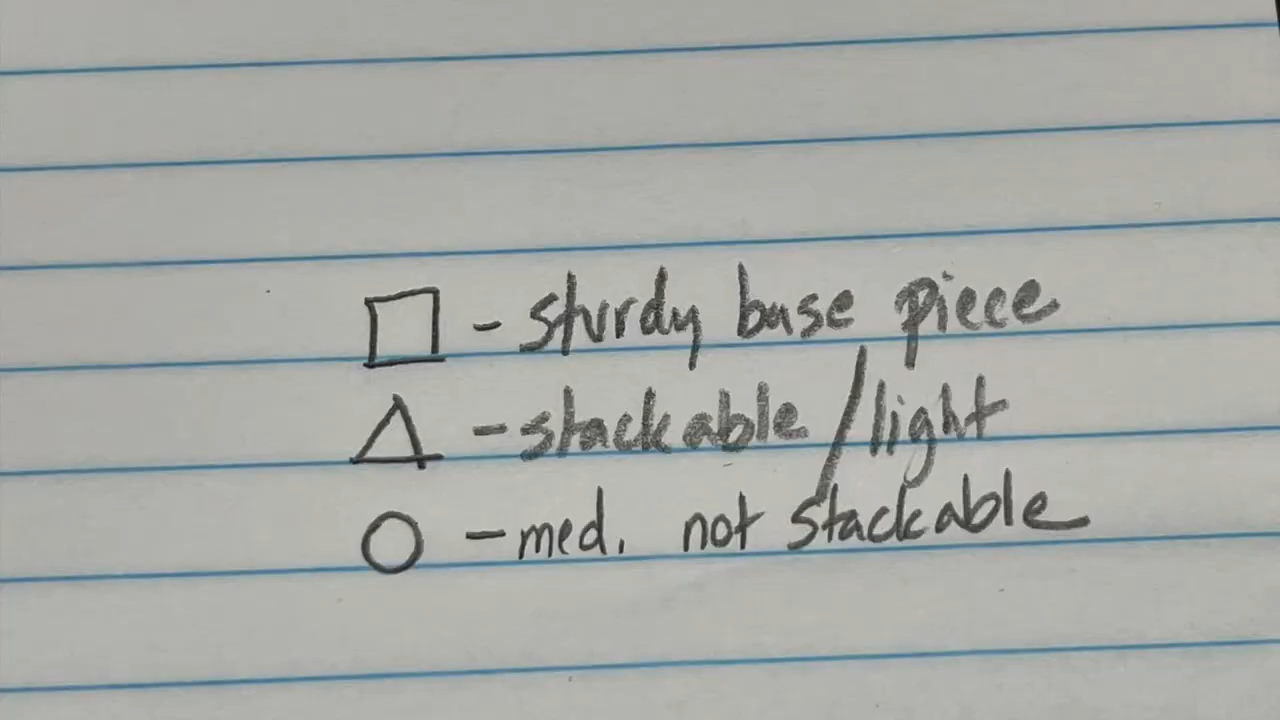 □ - sturdy base piece
△ - stackable / light
○ - med. not stackable